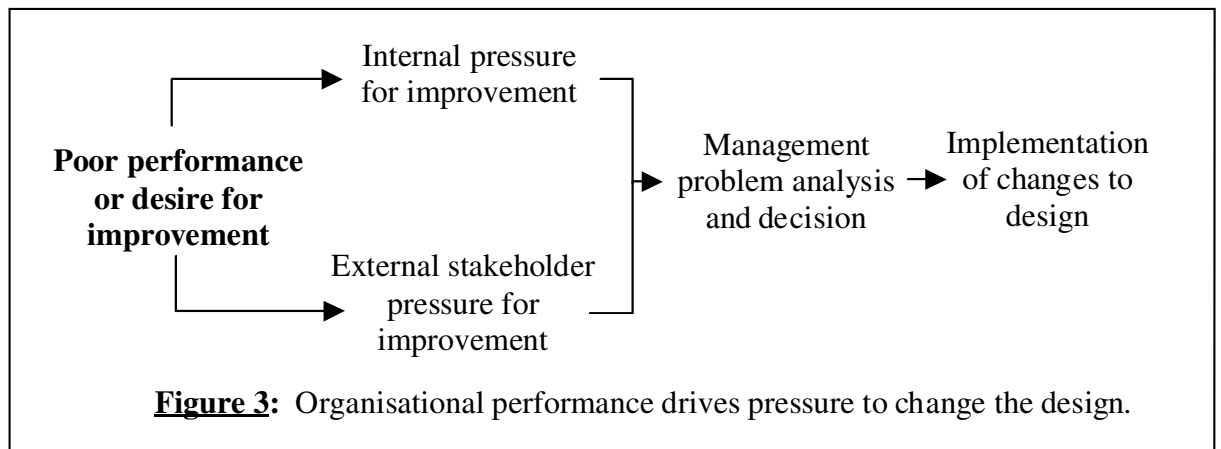 Internal pressure
for improvement
Poor performance
or desire for
improvement
External stakeholder
pressure for
improvement
Management
problem analysis
and decision
Implementation
of changes to
design
Figure 3: Organisational performance drives pressure to change the design.